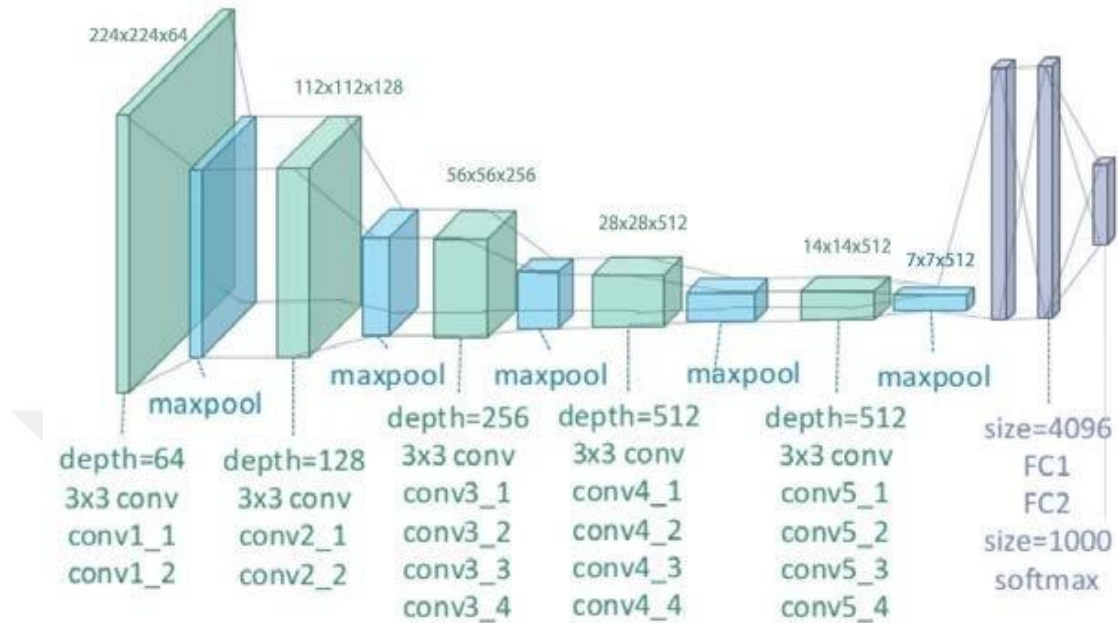 224x224x64
112x112x128
56x56x256
28x28x512
14x14x512
7x7x512
maxpool
maxpool
maxpool
maxpool
maxpool
depth=64
3x3 conv
conv1_1
conv1_2
depth=128
3x3 conv
conv2_1
conv2_2
depth=256
3x3 conv
conv3_1
conv3_2
conv3_3
conv3_4
depth=512
3x3 conv
conv4_1
conv4_2
conv4_3
conv4_4
depth=512
3x3 conv
conv5_1
conv5_2
conv5_3
conv5_4
size=4096
FC1
FC2
size=1000
softmax